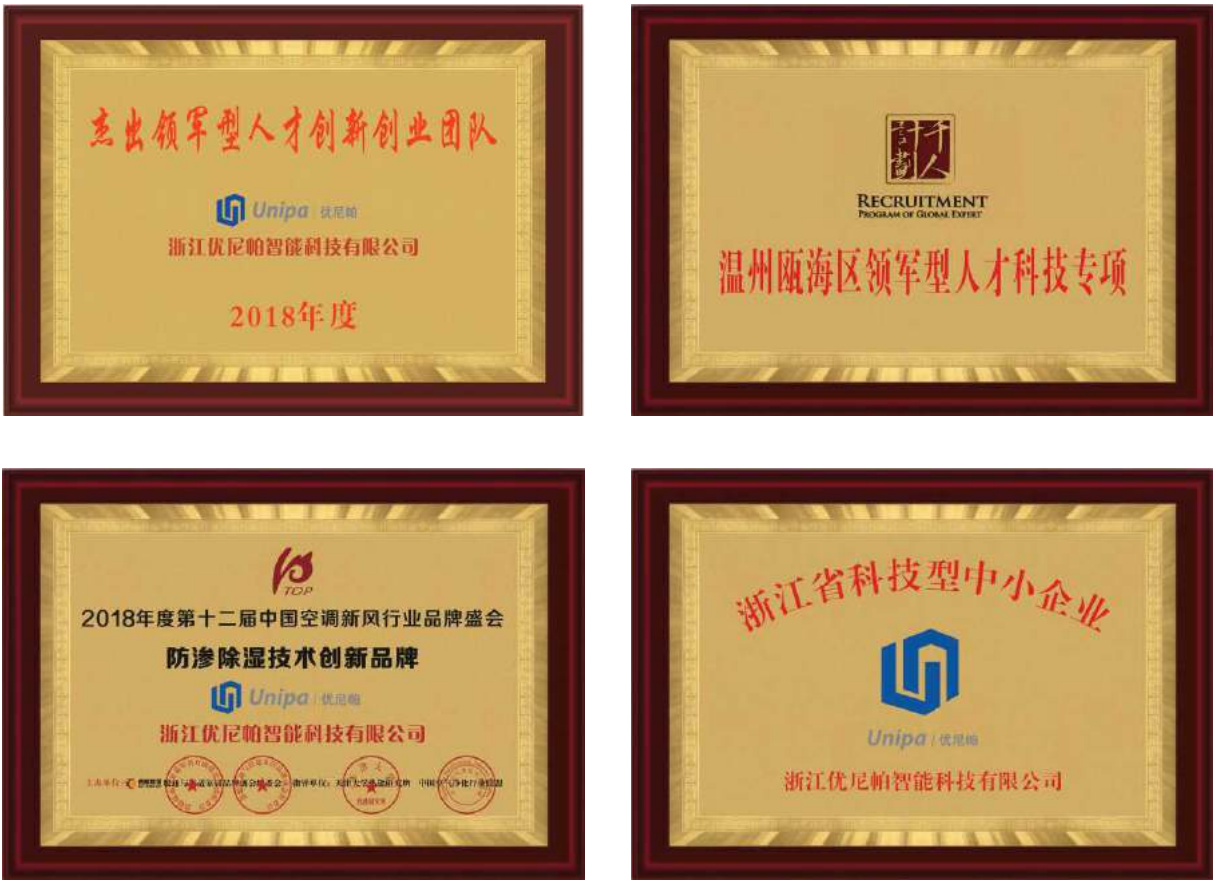 杰出领军型人才创新创业团队
Unipa 优尼帕
浙江优尼帕智能科技有限公司
2018年度
千人计劃
RECRUITMENT
PROGRAM OF GLOBAL EXPERT
温州瓯海区领军型人才科技专项
TOP
2018年度第十二届中国空调新风行业品牌盛会
防渗除湿技术创新品牌
Unipa 优尼帕
浙江优尼帕智能科技有限公司
浙江省科技型中小企业
Unipa 优尼帕
浙江优尼帕智能科技有限公司